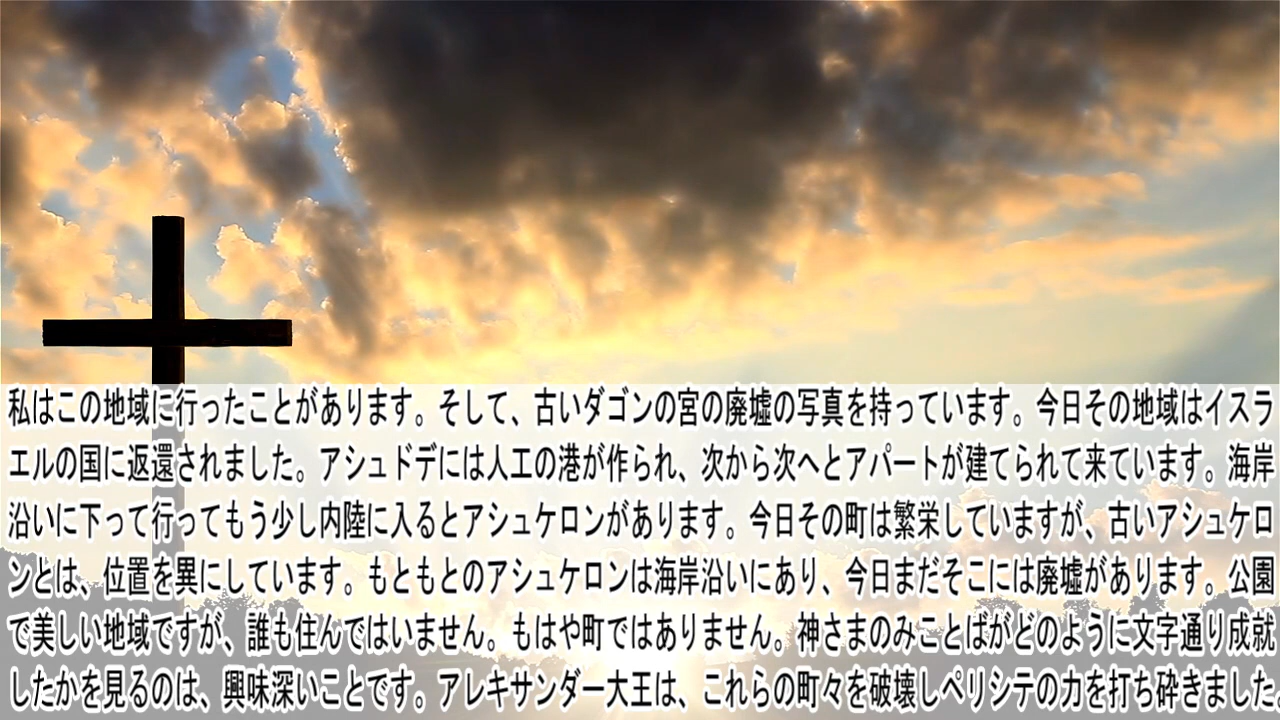 私はこの地域に行ったことがあります。そして、古いダゴンの宮の廃墟の写真を持っています。今日その地域はイスラ
エルの国に返還されました。アシュドデには人工の港が作られ、次から次へとアパートが建てられて来ています。海岸
沿いに下って行ってもう少し内陸に入るとアシュケロンがあります。今日その町は繁栄していますが、古いアシュケロ
ンとは、位置を異にしています。もともとのアシュケロンは海岸沿いにあり、今日まだそこには廃墟があります。公園
で美しい地域ですが、誰も住んではいません。もはや町ではありません。神さまのみことばがどのように文字通り成就
したかを見るのは、興味深いことです。アレキサンダー大王は、これらの町々を破壊しペリシテの力を打ち砕きました。